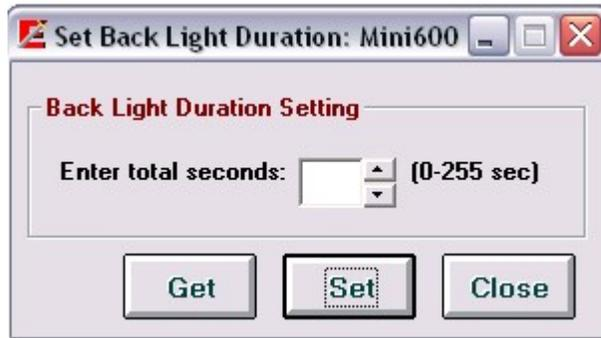 Set Back Light Duration: Mini600
Back Light Duration Setting
Enter total seconds: (0-255 sec)
Get Set Close